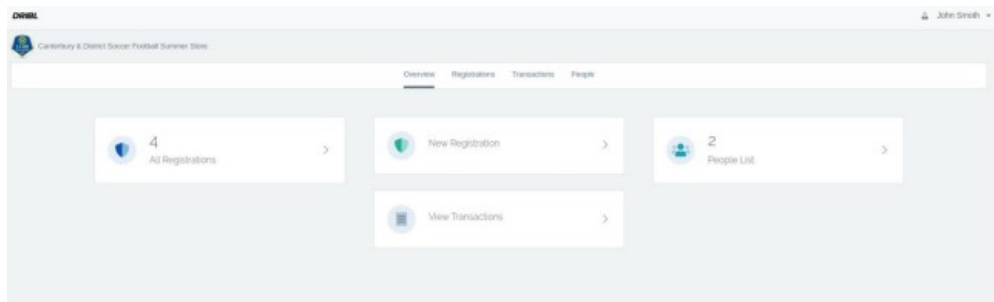 DRIBL
John Smoth
Canterbury & District Soccer Football Summer Store
Overview Registrations Transactions People
4
All Registrations
New Registration
2
People List
View Transactions